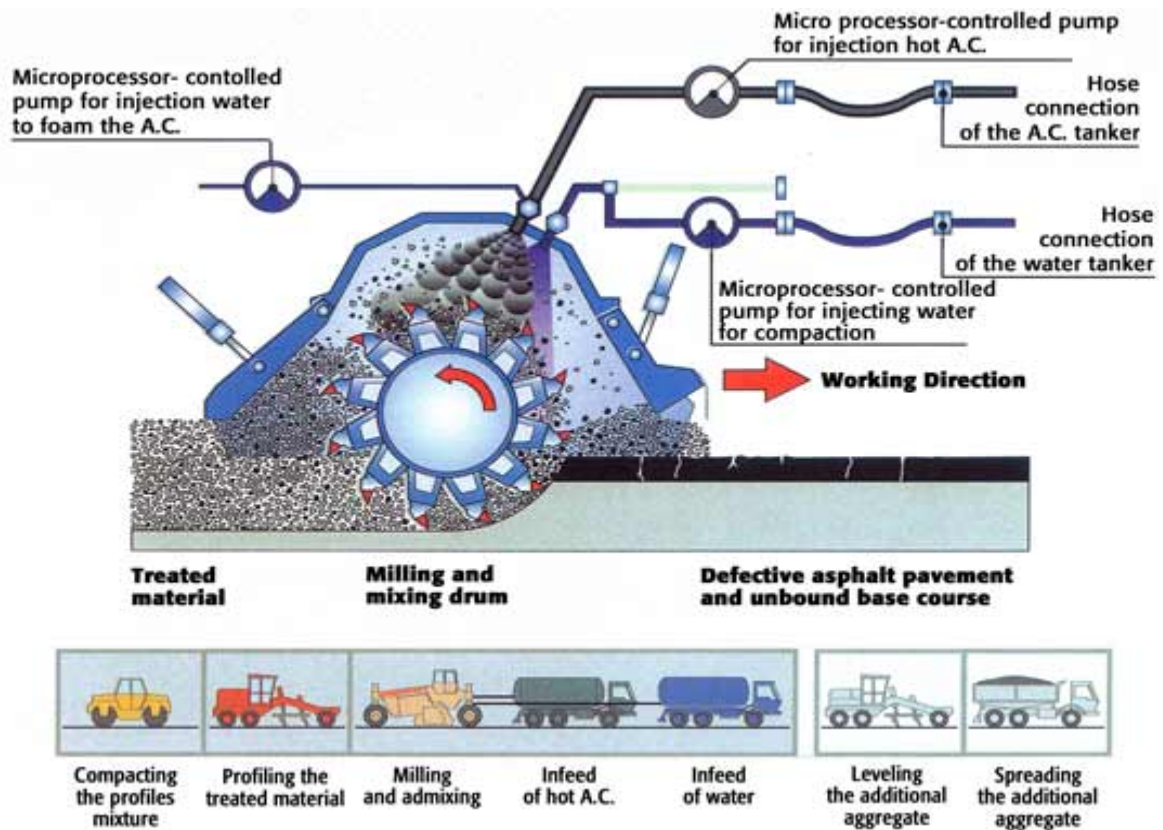 Micro processor-controlled pump
for injection hot A.C.
Microprocessor- contolled
pump for injection water
to foam the A.C.
Hose
connection
of the A.C. tanker
Hose
connection
of the water tanker
Microprocessor- controlled
pump for injecting water
for compaction
Working Direction
Treated
material
Milling and
mixing drum
Defective asphalt pavement
and unbound base course
Compacting
the profiles
mixture
Profiling the
treated material
Milling
and admixing
Infeed
of hot A.C.
Infeed
of water
Leveling
the additional
aggregate
Spreading
the additional
aggregate